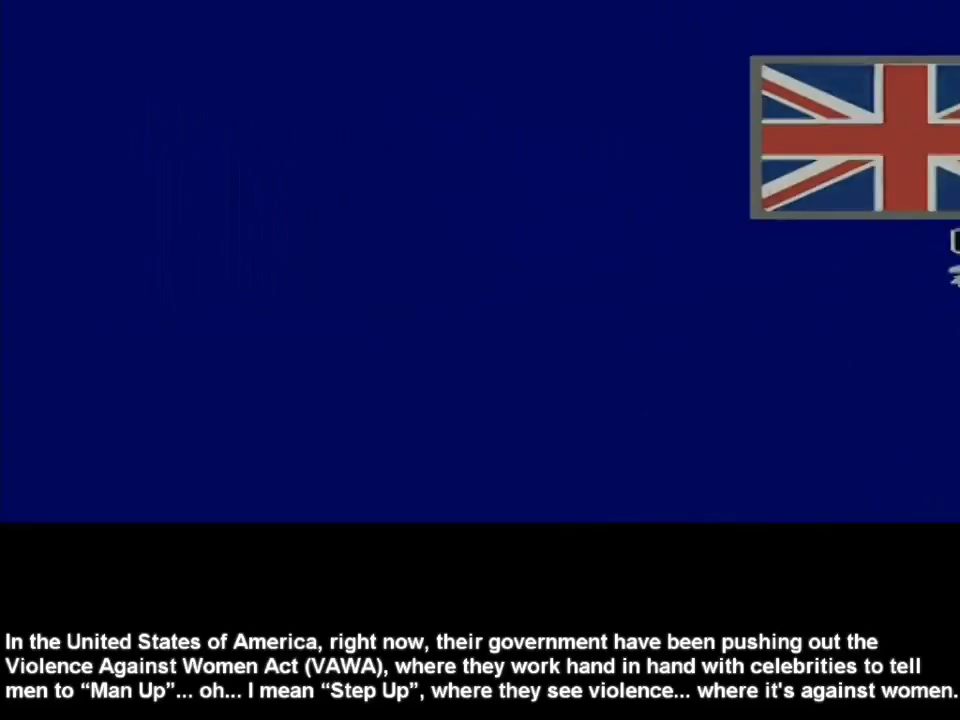 In the United States of America, right now, their government have been pushing out the
Violence Against Women Act (VAWA), where they work hand in hand with celebrities to tell
men to “Man Up”... oh... I mean “Step Up”, where they see violence... where it's against women.